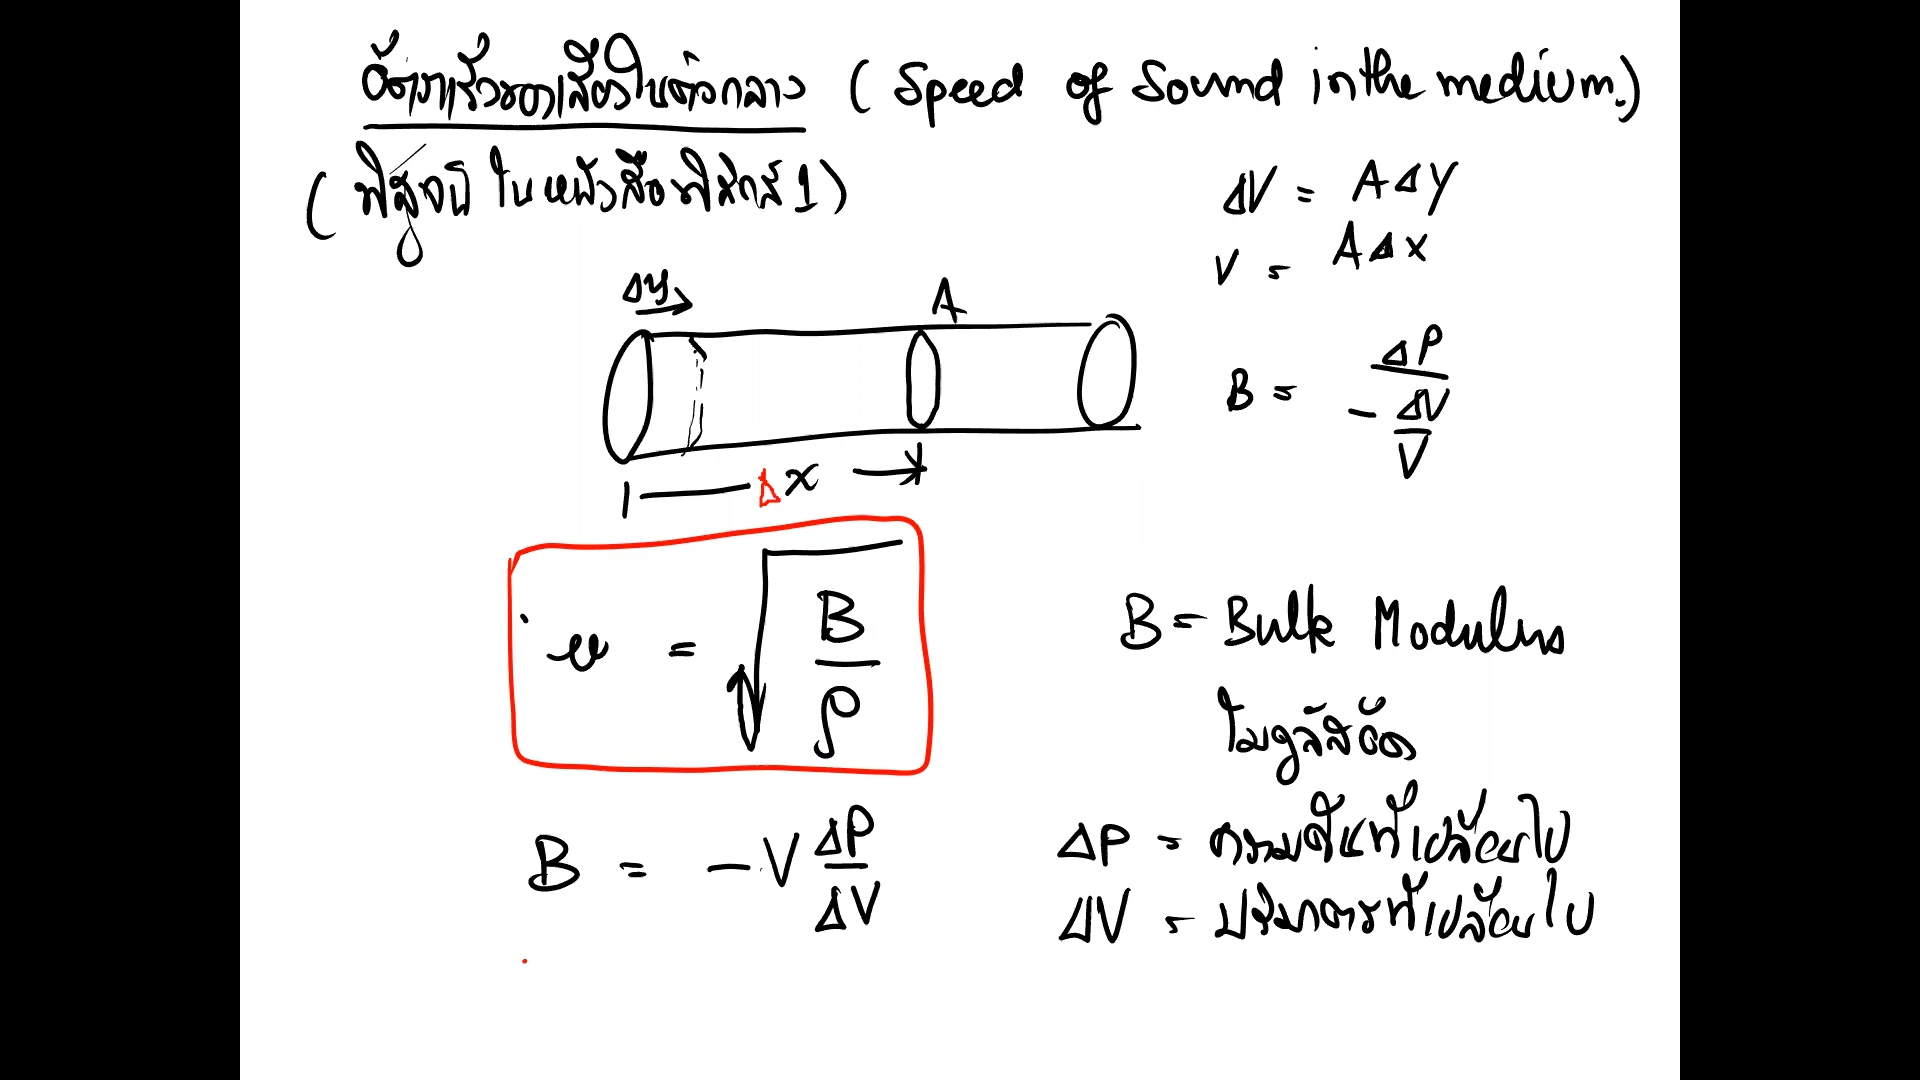 อัตราเร็วของเสียงในตัวกลาง (Speed of Sound in the medium.)
(พิสูจน์ ในหนังสือฟิสิกส์ 1)
ΔV = AΔy
V = AΔx
Δy
A
B = ΔP / -ΔV/V
Δx
v = √(B/ρ)
B = Bulk Modulus
โมดูลัสอัด
B = -V ΔP/ΔV
ΔP = ความดันที่เปลี่ยนไป
ΔV = ปริมาตรที่เปลี่ยนไป